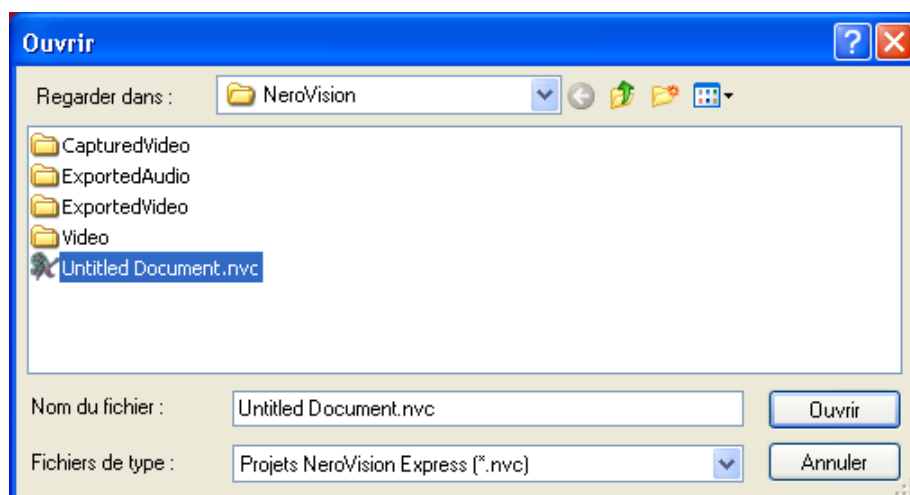 Ouvrir
Regarder dans :
NeroVision
CapturedVideo
ExportedAudio
ExportedVideo
Video
Untitled Document.nvc
Nom du fichier :
Untitled Document.nvc
Ouvrir
Fichiers de type :
Projets NeroVision Express (*.nvc)
Annuler